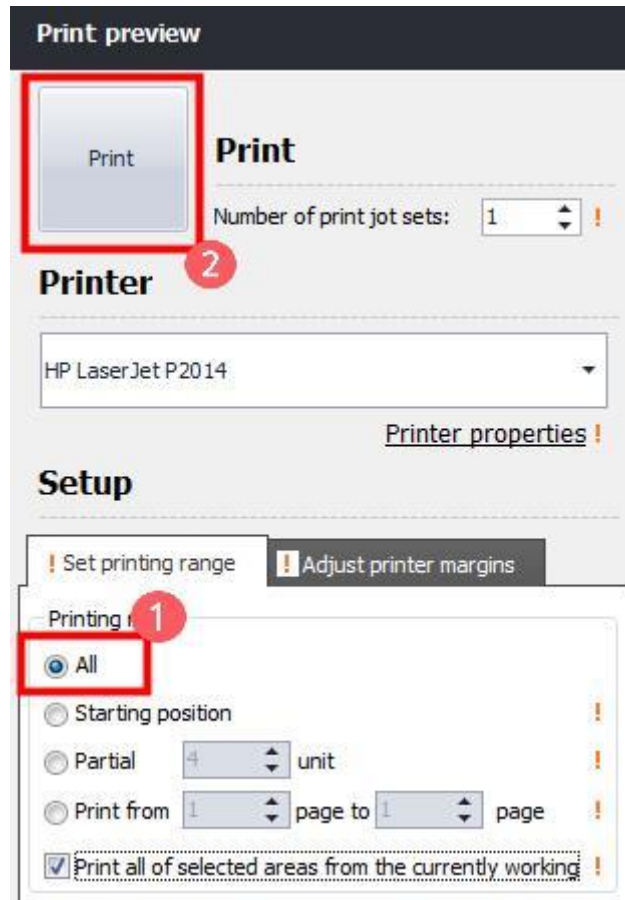 Print preview
Print
Print
Number of print jot sets: 1 !
2
Printer
HP LaserJet P2014
Printer properties !
Setup
! Set printing range ! Adjust printer margins
Printing
1
All
Starting position !
Partial 4 unit !
Print from 1 page to 1 page !
Print all of selected areas from the currently working !